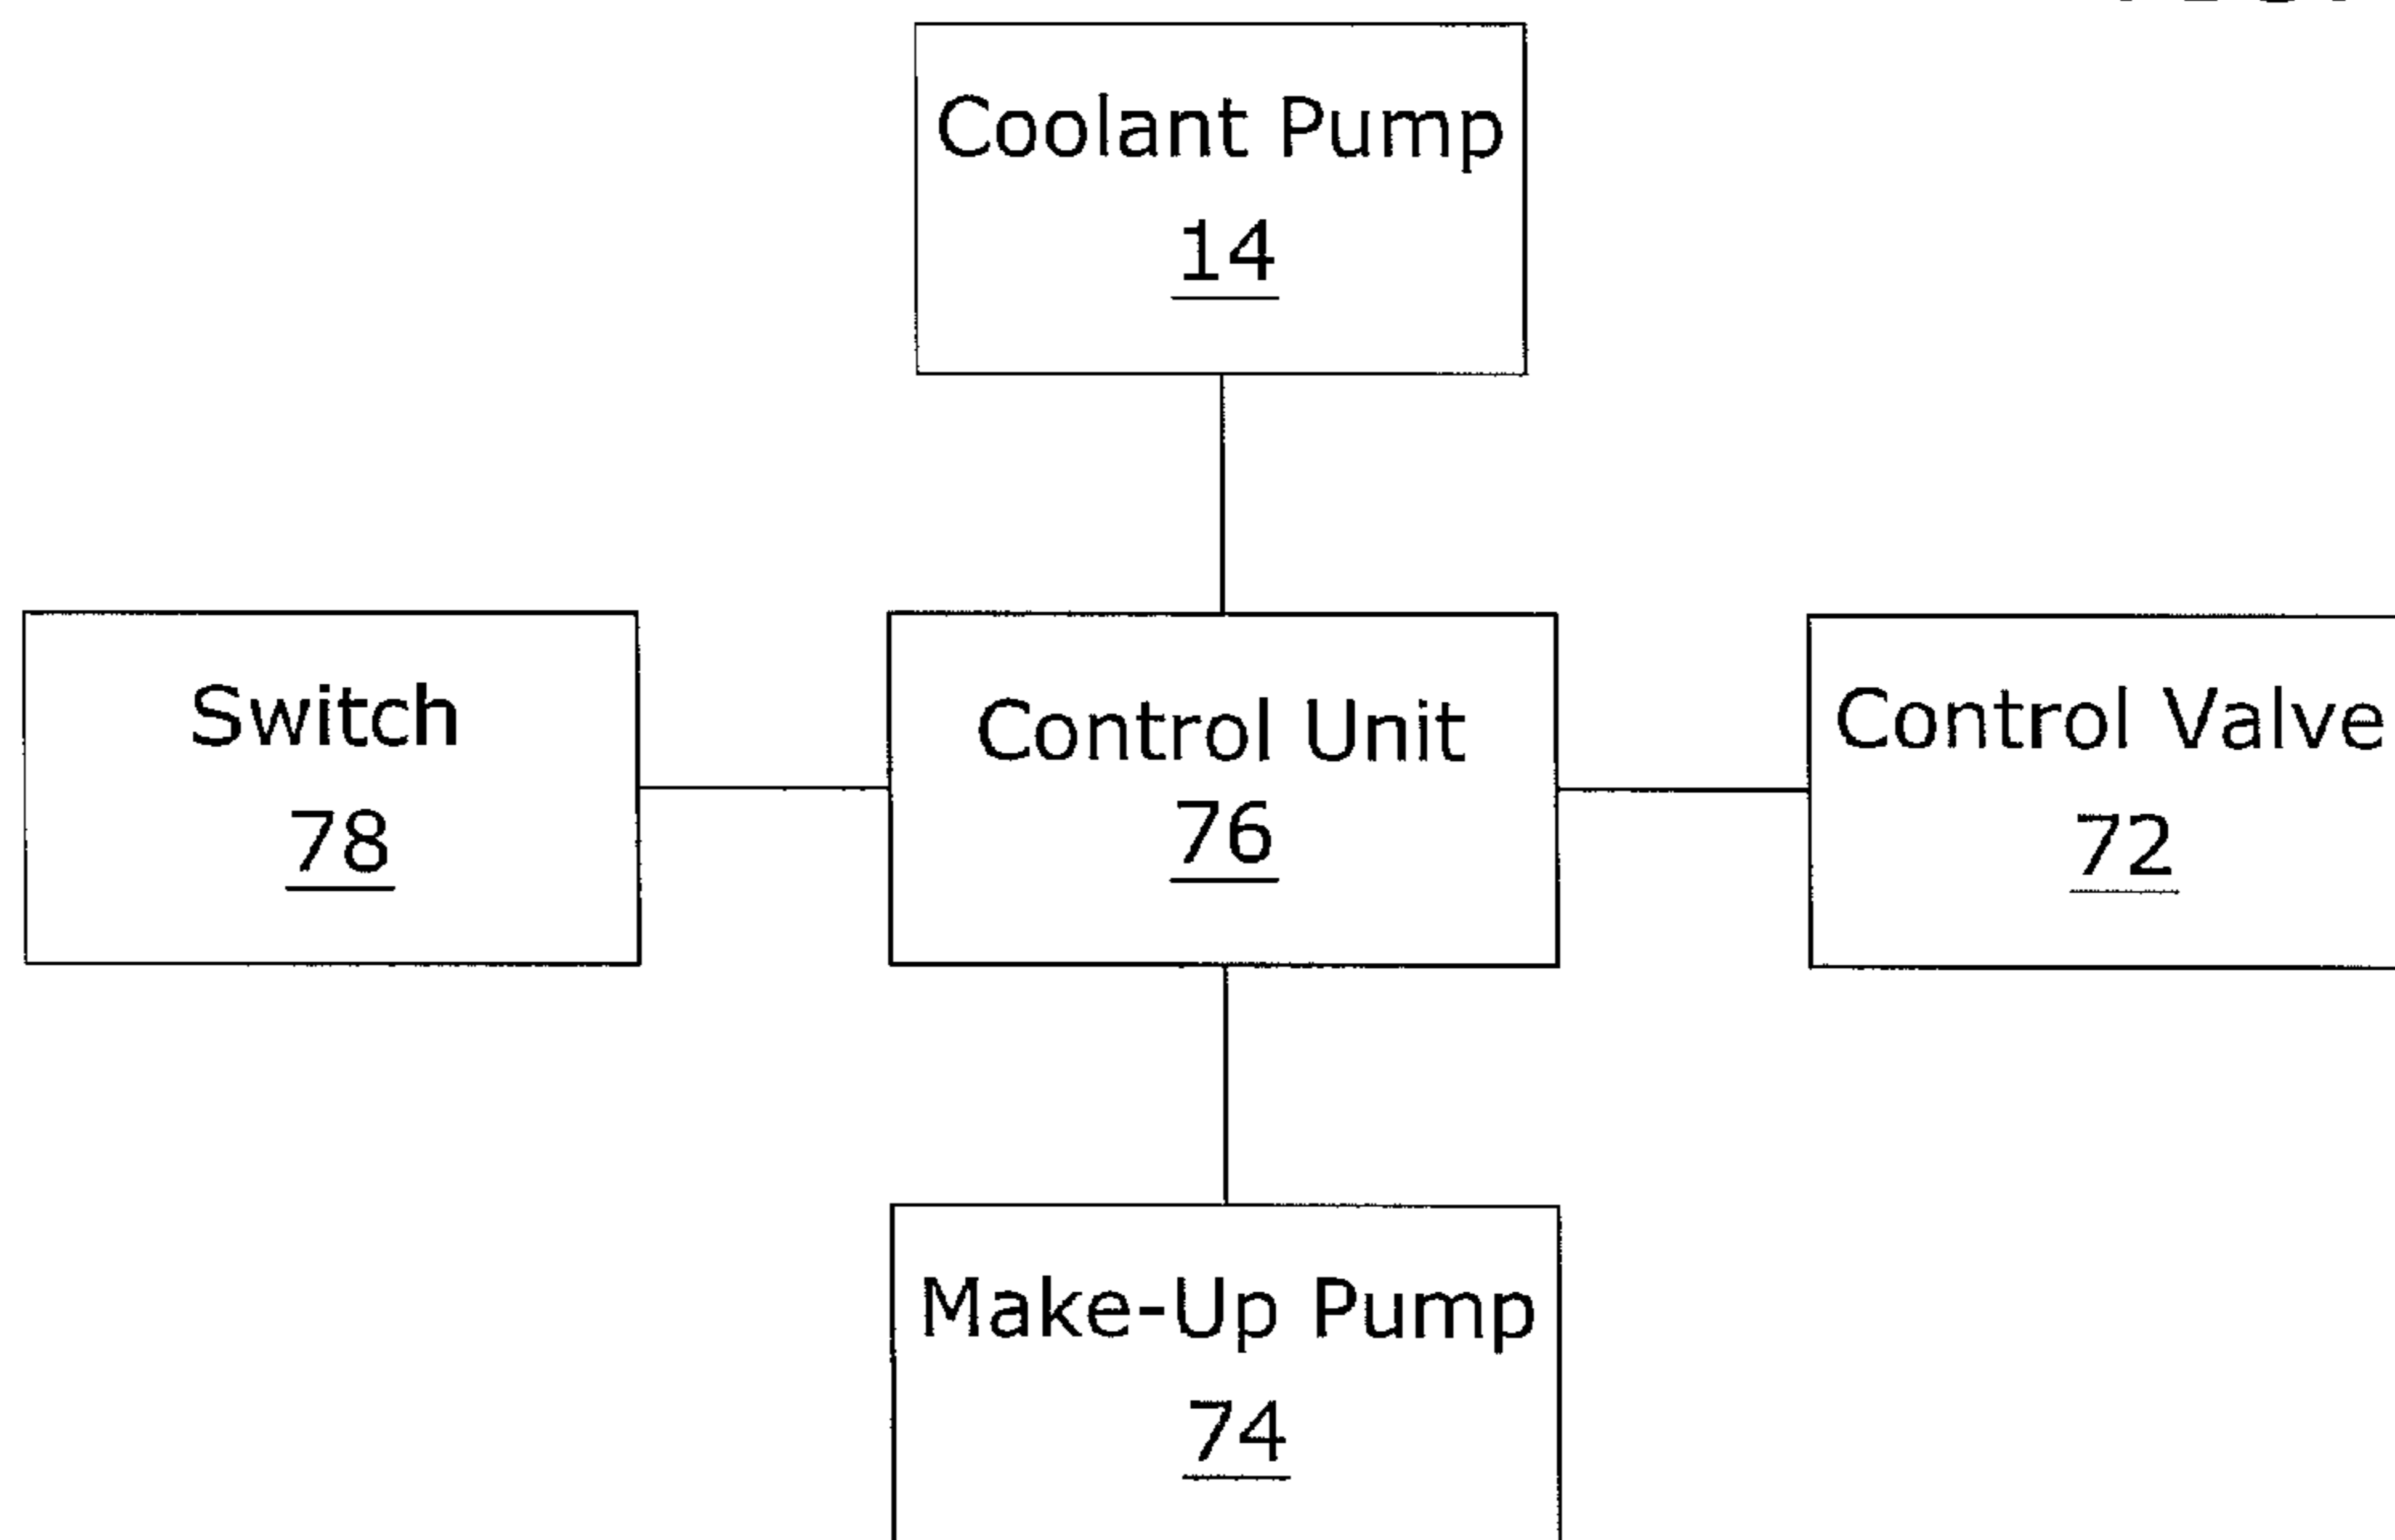 Coolant Pump
14
Switch
78
Control Unit
76
Control Valve
72
Make-Up Pump
74